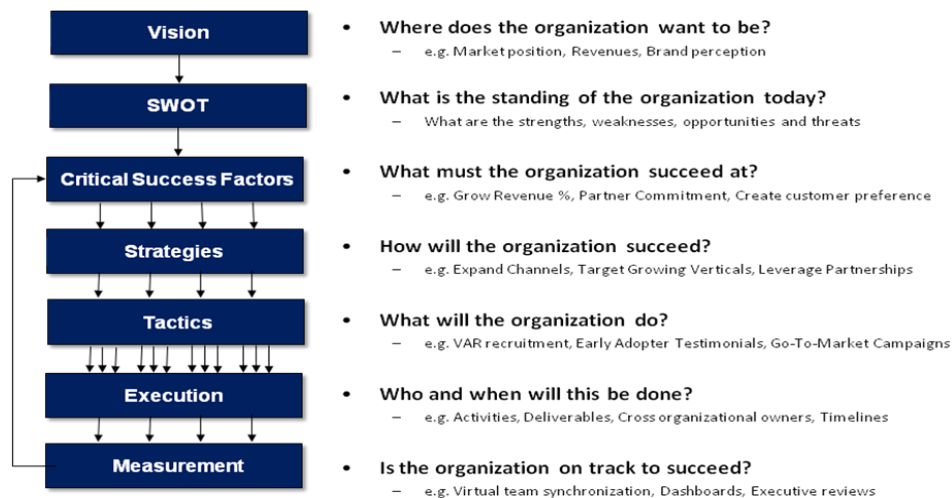 Vision
• Where does the organization want to be?
– e.g. Market position, Revenues, Brand perception
SWOT
• What is the standing of the organization today?
– What are the strengths, weaknesses, opportunities and threats
Critical Success Factors
• What must the organization succeed at?
– e.g. Grow Revenue %, Partner Commitment, Create customer preference
Strategies
• How will the organization succeed?
– e.g. Expand Channels, Target Growing Verticals, Leverage Partnerships
Tactics
• What will the organization do?
– e.g. VAR recruitment, Early Adopter Testimonials, Go-To-Market Campaigns
Execution
• Who and when will this be done?
– e.g. Activities, Deliverables, Cross organizational owners, Timelines
Measurement
• Is the organization on track to succeed?
– e.g. Virtual team synchronization, Dashboards, Executive reviews